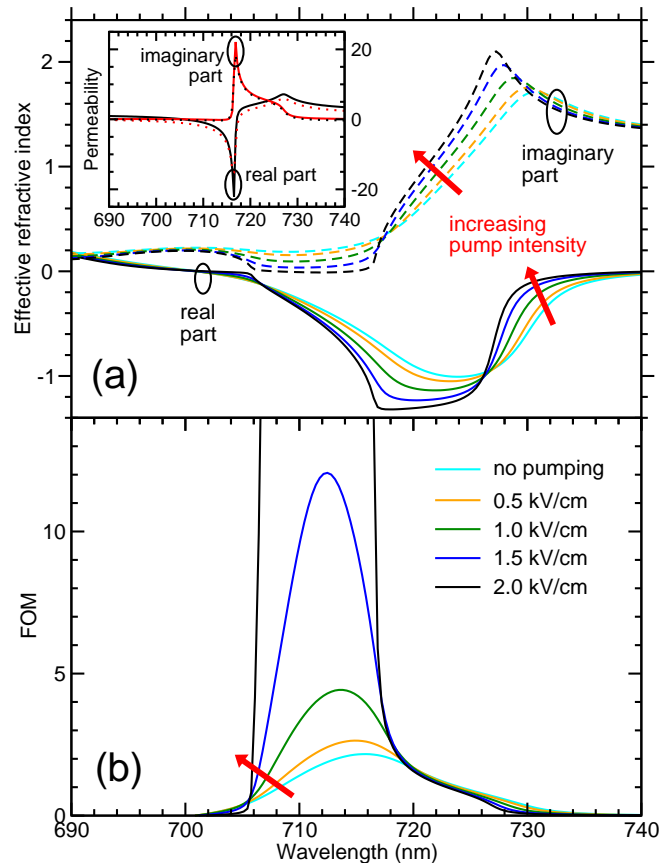 (a)
Effective refractive index
2
1
0
-1
Permeability
imaginary
part
real part
20
0
-20
690 700 710 720 730 740
imaginary
part
increasing
pump intensity
real
part
(b)
FOM
10
5
0
no pumping
0.5 kV/cm
1.0 kV/cm
1.5 kV/cm
2.0 kV/cm
690 700 710 720 730 740
Wavelength (nm)